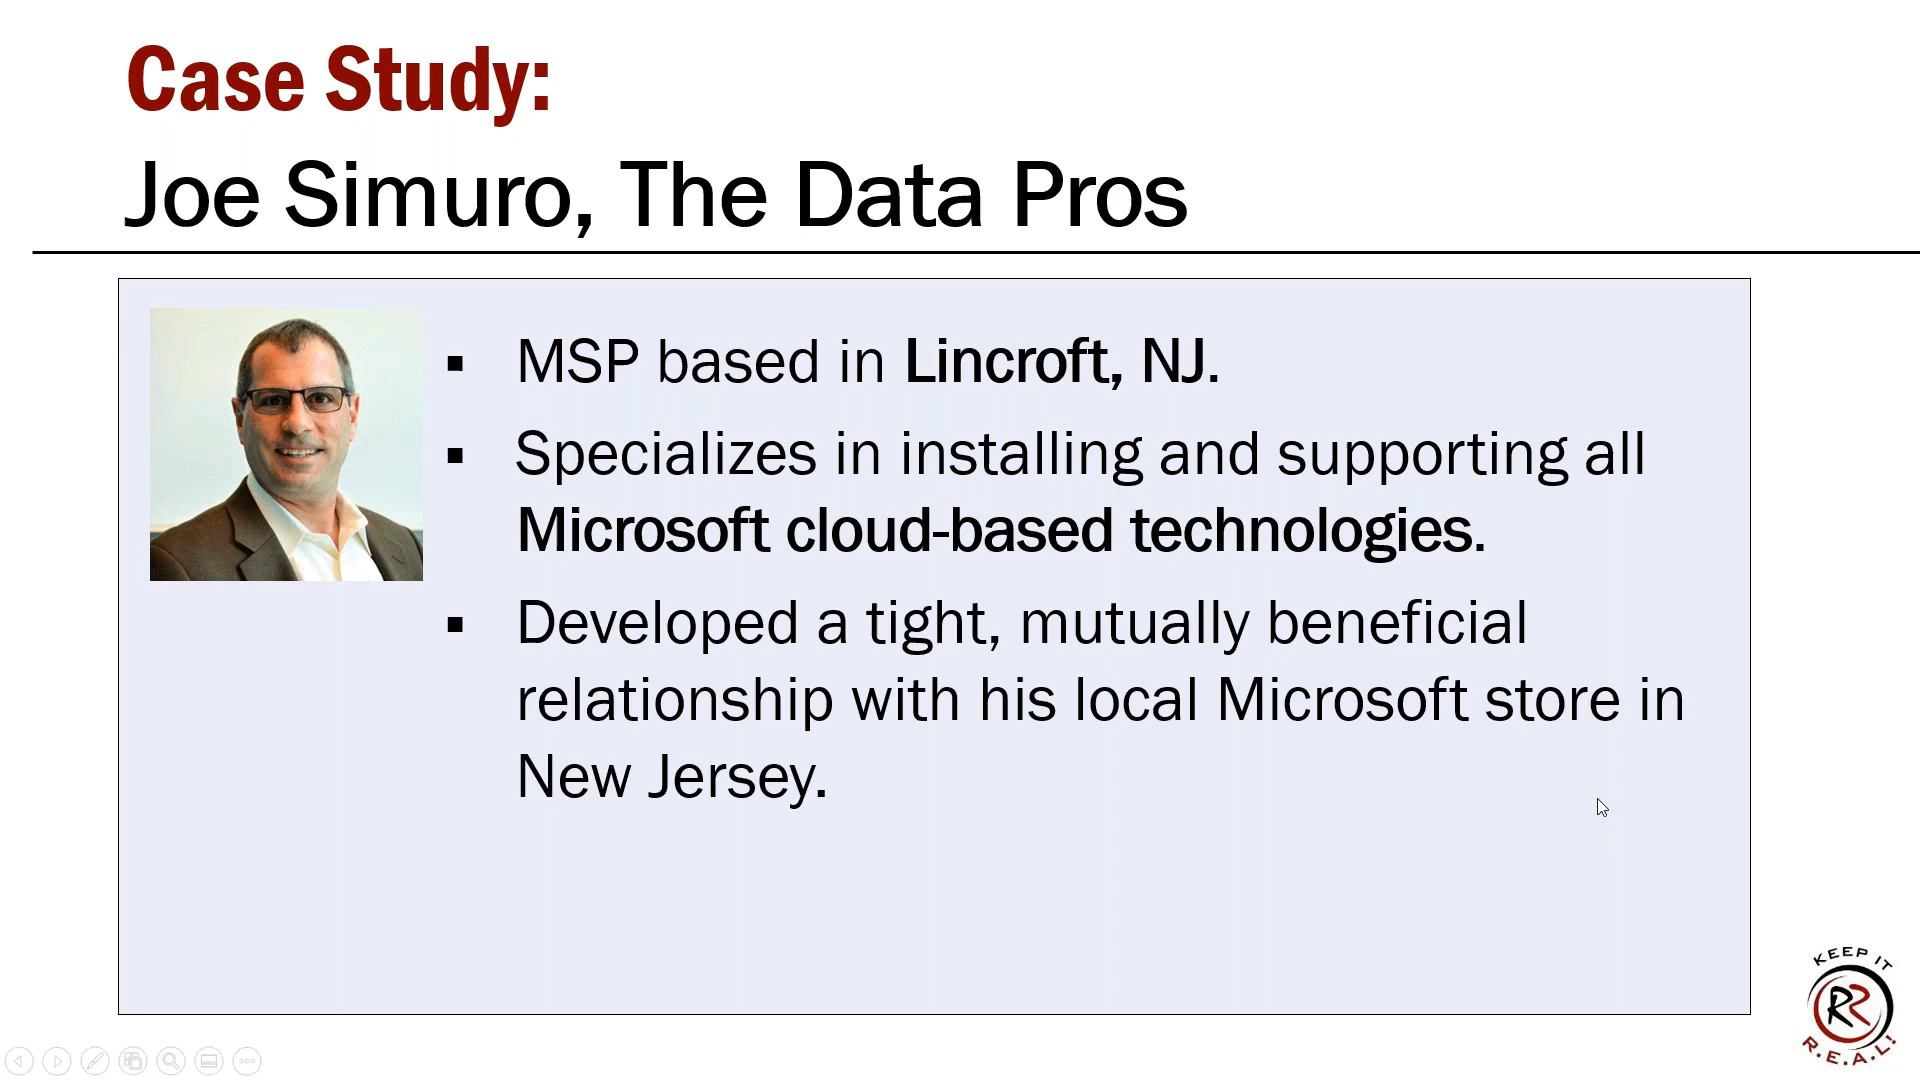 Case Study:
Joe Simuro, The Data Pros
▪ MSP based in Lincroft, NJ.
▪ Specializes in installing and supporting all
Microsoft cloud-based technologies.
▪ Developed a tight, mutually beneficial
relationship with his local Microsoft store in
New Jersey.
KEEP IT
RR
R.E.A.L!